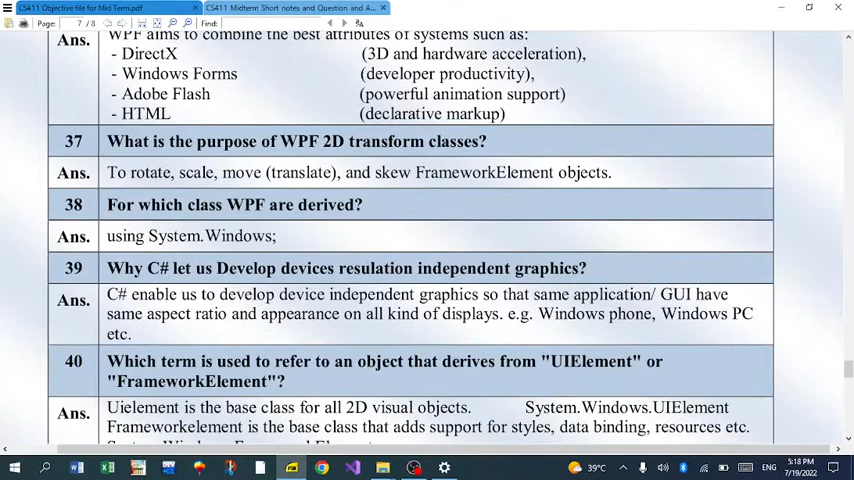 CS411 Objective file for Mid Term.pdf × CS411 Midterm Short notes and Question and A... ×
Page: 7 / 8 Find:
WPF aims to combine the best attributes of systems such as:
Ans.
- DirectX (3D and hardware acceleration),
- Windows Forms (developer productivity),
- Adobe Flash (powerful animation support)
- HTML (declarative markup)
37 What is the purpose of WPF 2D transform classes?
Ans. To rotate, scale, move (translate), and skew FrameworkElement objects.
38 For which class WPF are derived?
Ans. using System.Windows;
39 Why C# let us Develop devices resulation independent graphics?
Ans. C# enable us to develop device independent graphics so that same application/ GUI have
same aspect ratio and appearance on all kind of displays. e.g. Windows phone, Windows PC
etc.
40 Which term is used to refer to an object that derives from "UIElement" or
"FrameworkElement"?
Ans. Uielement is the base class for all 2D visual objects. System.Windows.UIElement
Frameworkelement is the base class that adds support for styles, data binding, resources etc.
39°C ENG 5:18 PM
7/19/2022